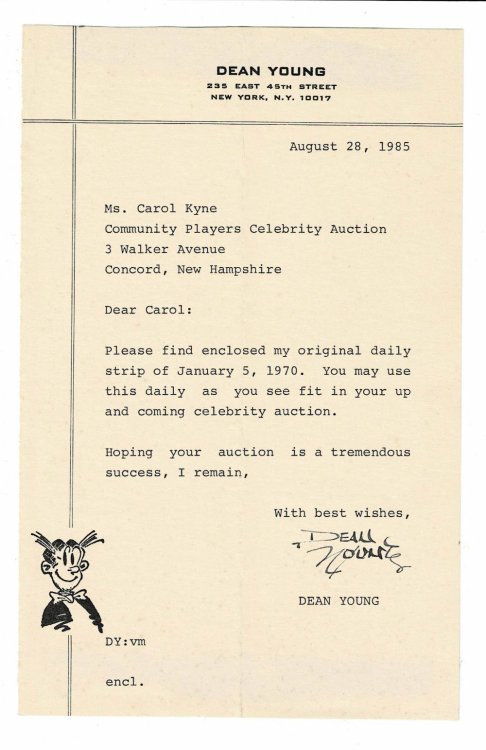 DEAN YOUNG
235 EAST 45TH STREET
NEW YORK, N.Y. 10017
August 28, 1985
Ms. Carol Kyne
Community Players Celebrity Auction
3 Walker Avenue
Concord, New Hampshire
Dear Carol:
Please find enclosed my original daily
strip of January 5, 1970. You may use
this daily as you see fit in your up
and coming celebrity auction.
Hoping your auction is a tremendous
success, I remain,
With best wishes,
DEAN
YOUNG
DEAN YOUNG
DY:vm
encl.